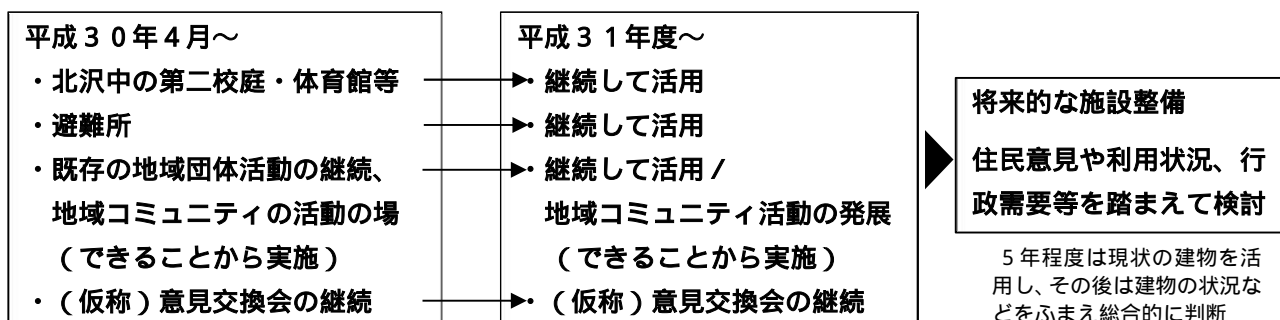 平成３０年４月～
・北沢中の第二校庭・体育館等
・避難所
・既存の地域団体活動の継続、
地域コミュニティの活動の場
（できることから実施）
・（仮称）意見交換会の継続
平成３１年度～
・継続して活用
・継続して活用
・継続して活用／
地域コミュニティ活動の発展
（できることから実施）
・（仮称）意見交換会の継続
将来的な施設整備
住民意見や利用状況、行
政需要等を踏まえて検討
５年程度は現状の建物を活
用し、その後は建物の状況な
どをふまえ総合的に判断